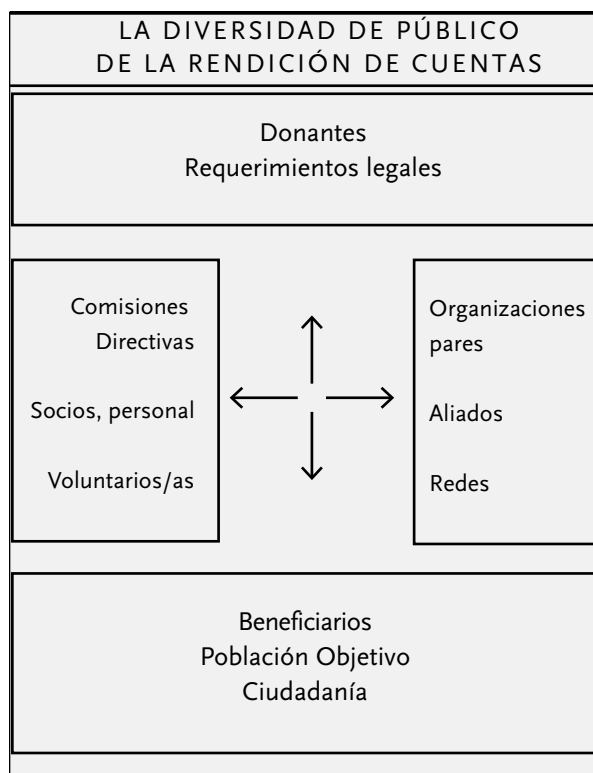 LA DIVERSIDAD DE PÚBLICO
DE LA RENDICIÓN DE CUENTAS
Donantes
Requerimientos legales
Comisiones
Directivas
Socios, personal
Voluntarios/as
Organizaciones
pares
Aliados
Redes
Beneficiarios
Población Objetivo
Ciudadanía